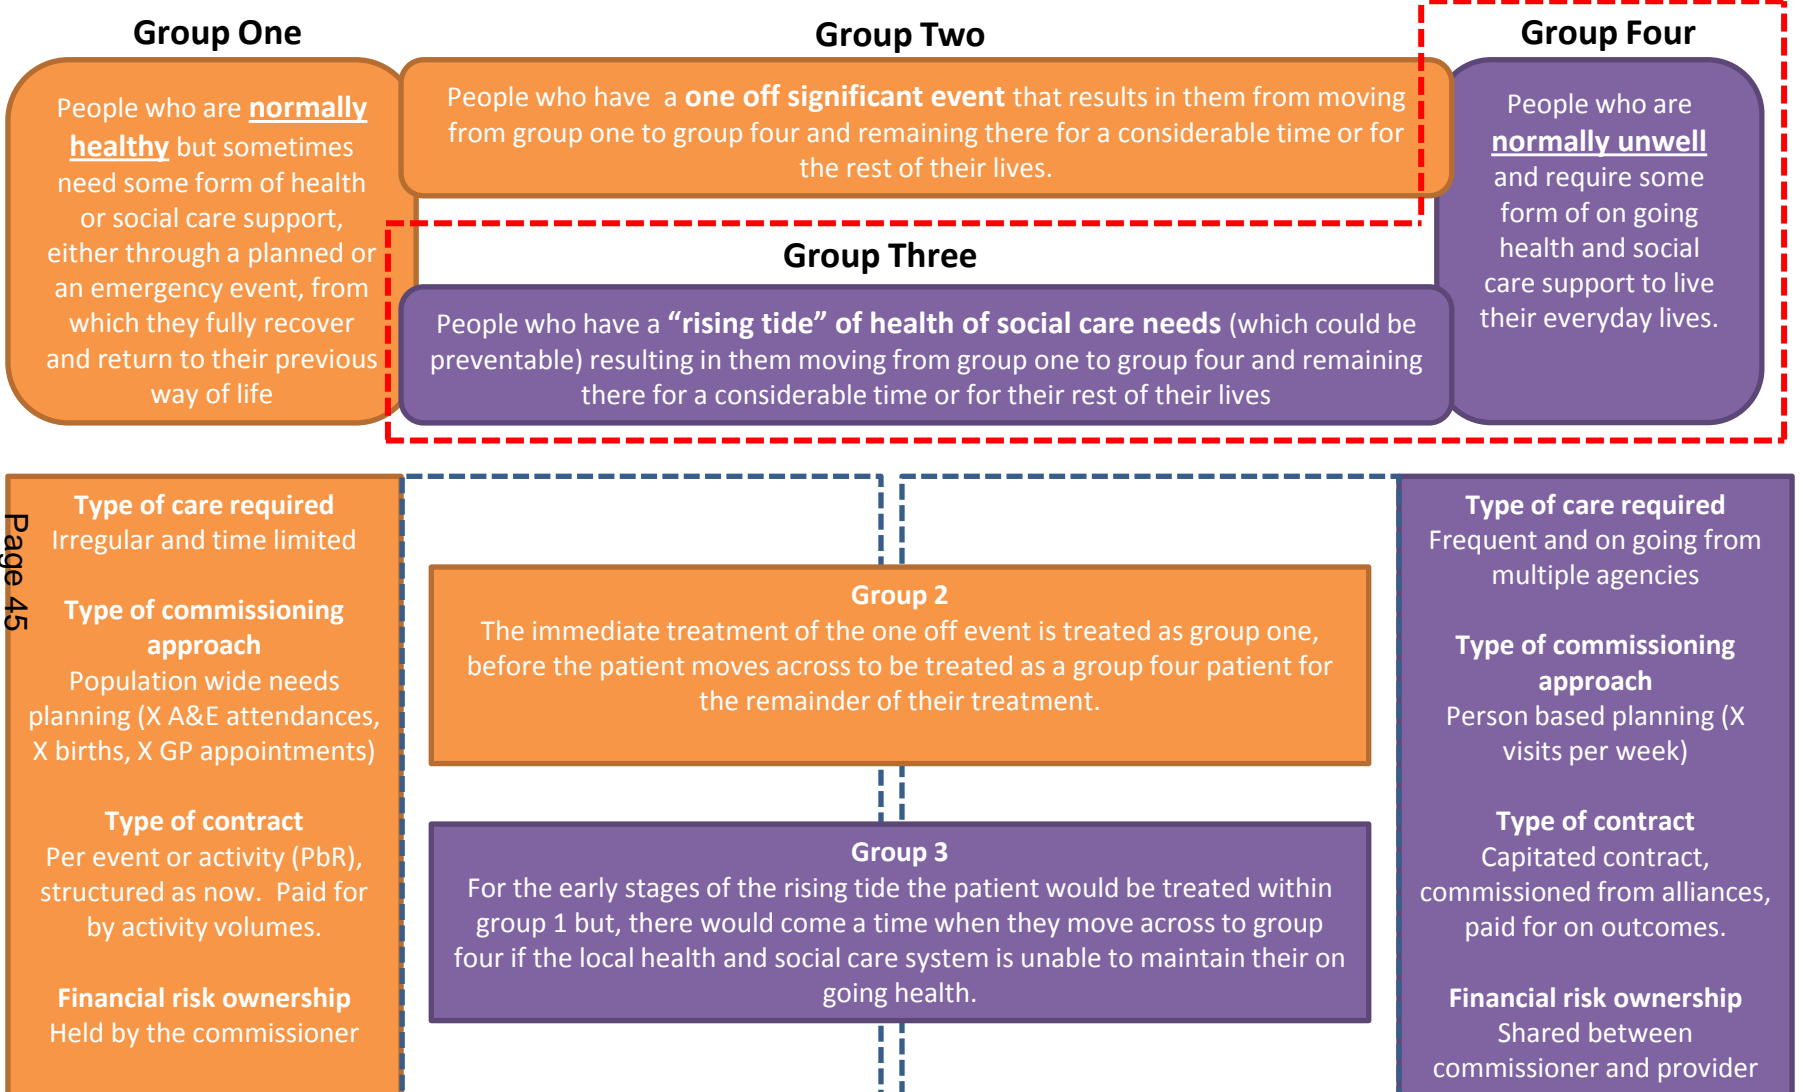 Group One
People who are normally
healthy but sometimes
need some form of health
or social care support,
either through a planned or
an emergency event, from
which they fully recover
and return to their previous
way of life
Group Two
People who have a one off significant event that results in them from moving
from group one to group four and remaining there for a considerable time or for
the rest of their lives.
Group Three
People who have a “rising tide” of health of social care needs (which could be
preventable) resulting in them moving from group one to group four and remaining
there for a considerable time or for their rest of their lives
Group Four
People who are
normally unwell
and require some
form of on going
health and social
care support to live
their everyday lives.
Page 45
Type of care required
Irregular and time limited
Type of commissioning
approach
Population wide needs
planning (X A&E attendances,
X births, X GP appointments)
Type of contract
Per event or activity (PbR),
structured as now. Paid for
by activity volumes.
Financial risk ownership
Held by the commissioner
Group 2
The immediate treatment of the one off event is treated as group one,
before the patient moves across to be treated as a group four patient for
the remainder of their treatment.
Group 3
For the early stages of the rising tide the patient would be treated within
group 1 but, there would come a time when they move across to group
four if the local health and social care system is unable to maintain their on
going health.
Type of care required
Frequent and on going from
multiple agencies
Type of commissioning
approach
Person based planning (X
visits per week)
Type of contract
Capitated contract,
commissioned from alliances,
paid for on outcomes.
Financial risk ownership
Shared between
commissioner and provider